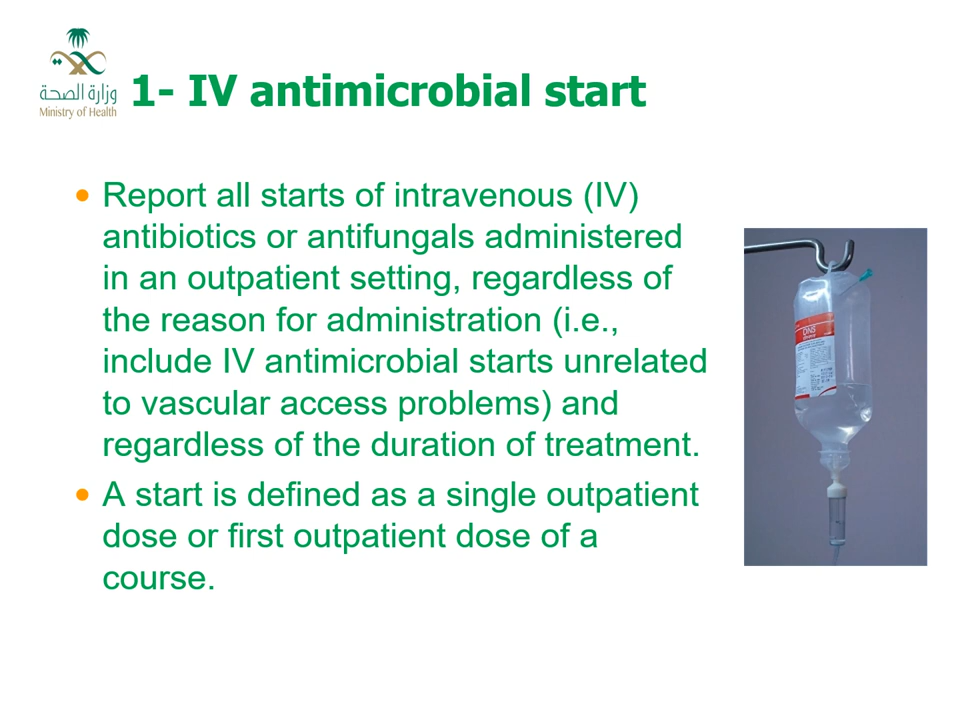 وزارة الصحة
Ministry of Health
1- IV antimicrobial start
Report all starts of intravenous (IV)
antibiotics or antifungals administered
in an outpatient setting, regardless of
the reason for administration (i.e.,
include IV antimicrobial starts unrelated
to vascular access problems) and
regardless of the duration of treatment.
A start is defined as a single outpatient
dose or first outpatient dose of a
course.
DNS